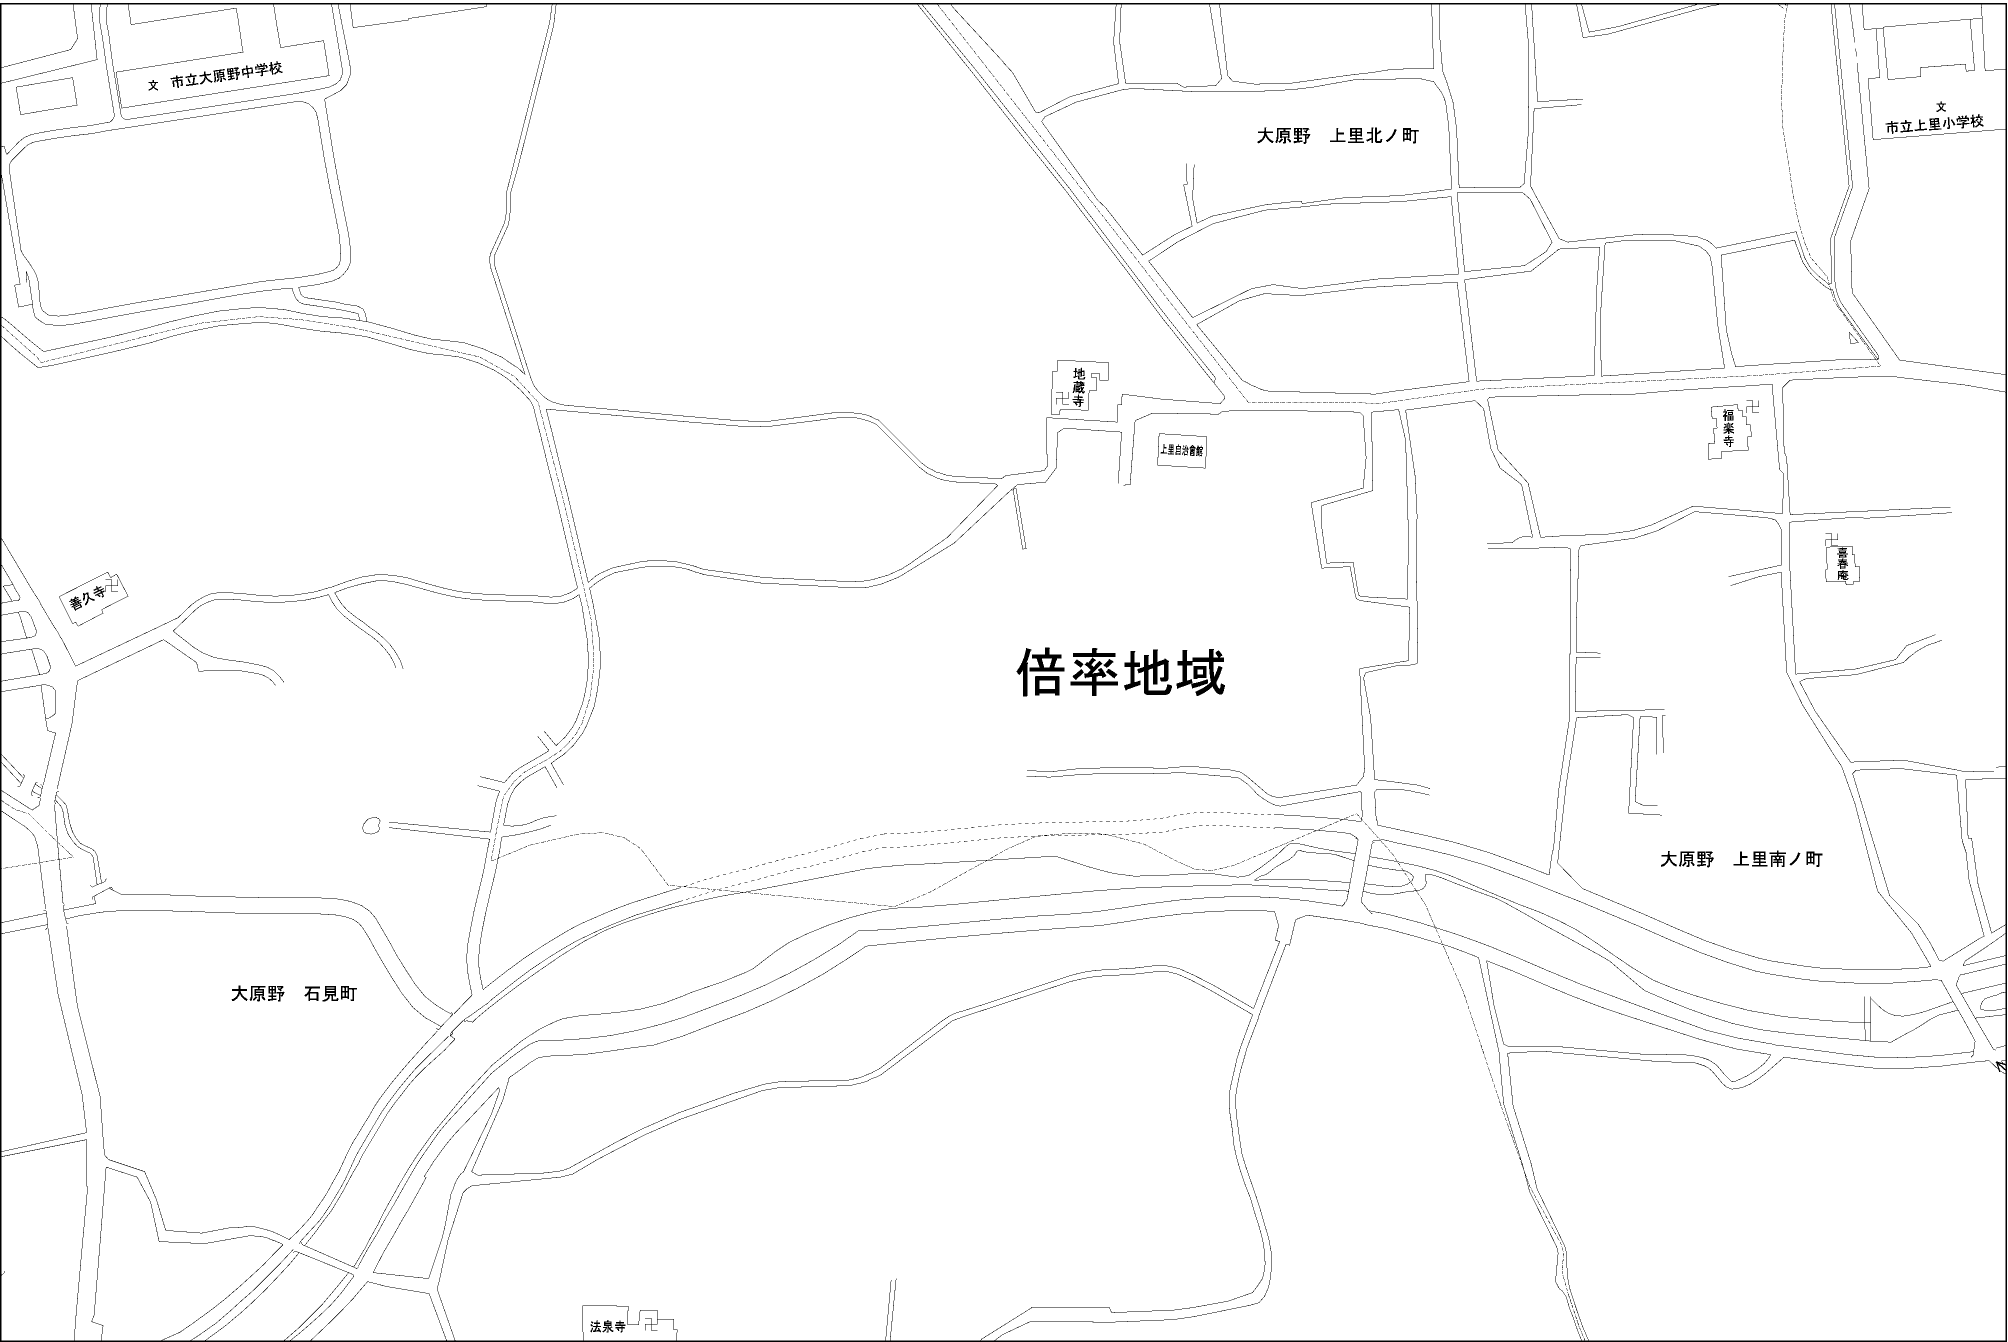 文 市立大原野中学校
文
市立上里小学校
大原野 上里北ノ町
地蔵寺
福楽寺
上里自治會館
喜春庵
善久寺
倍率地域
大原野 上里南ノ町
大原野 石見町
法泉寺